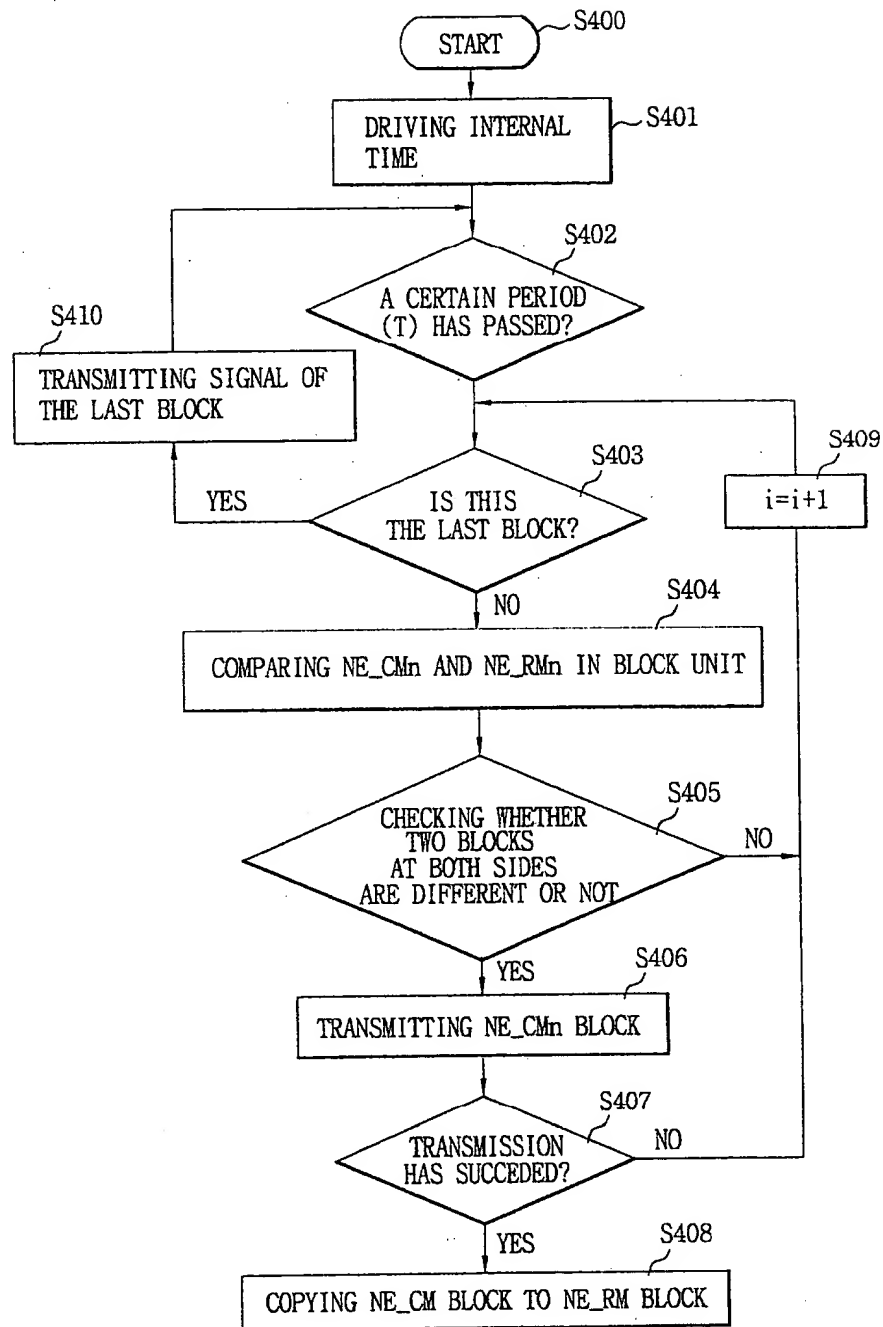 START
S400
DRIVING INTERNAL
TIME
S401
S402
A CERTAIN PERIOD
(T) HAS PASSED?
S410
TRANSMITTING SIGNAL OF
THE LAST BLOCK
S409
i=i+1
S403
YES
IS THIS
THE LAST BLOCK?
NO
S404
COMPARING NE_CMn AND NE_RMn IN BLOCK UNIT
S405
CHECKING WHETHER
TWO BLOCKS
AT BOTH SIDES
ARE DIFFERENT OR NOT
NO
YES
S406
TRANSMITTING NE_CMn BLOCK
S407
TRANSMISSION
HAS SUCCEDED?
NO
YES
S408
COPYING NE_CM BLOCK TO NE_RM BLOCK